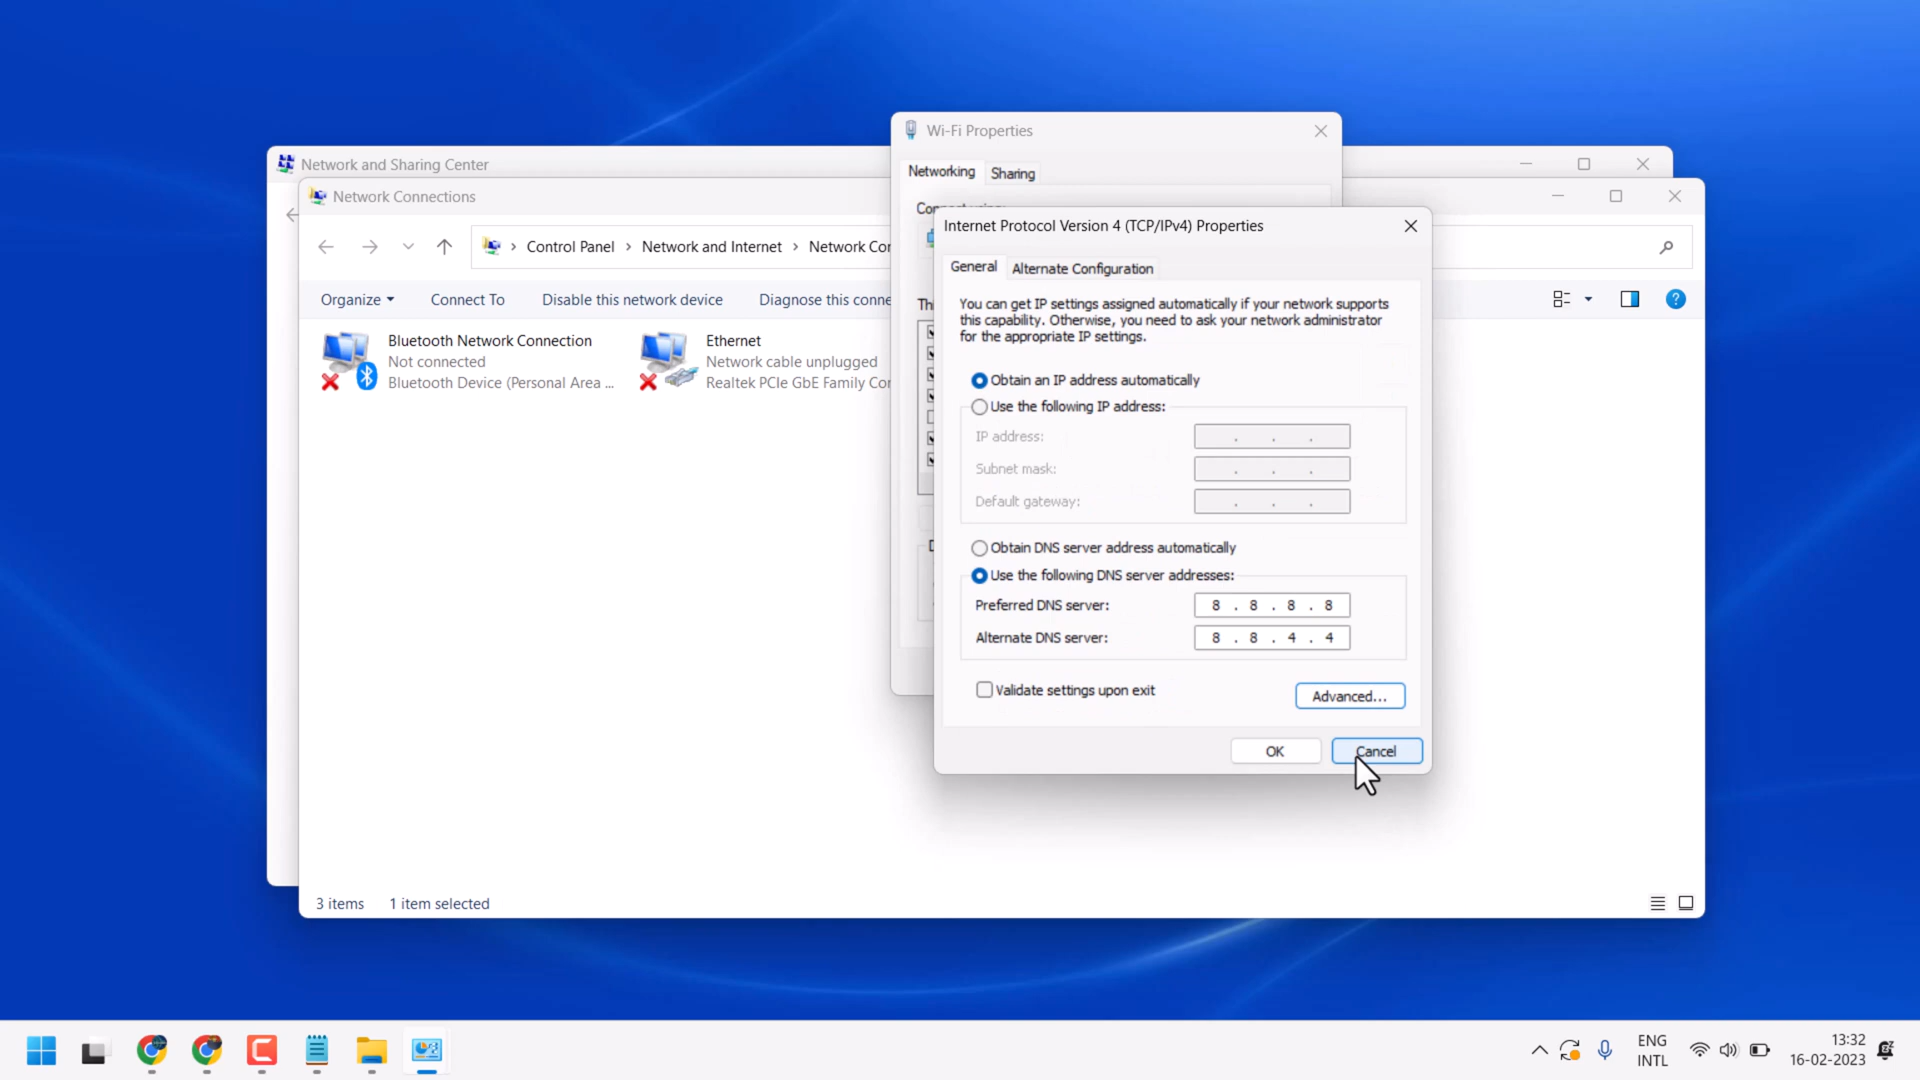 Wi-Fi Properties
Network and Sharing Center
Networking
Sharing
Network Connections
Internet Protocol Version 4 (TCP/IPv4) Properties
Control Panel
Network and Internet
General
Alternate Configuration
Organize
Connect To
Disable this network device
Diagnose this
You can get IP settings assigned automatically if your network supports
this capability. Otherwise, you need to ask your network administrator
for the appropriate IP settings.
Bluetooth Network Connection
Not connected
Bluetooth Device (Personal Area ...
Ethernet
Network cable unplugged
Realtek PCIe GbE Family
Obtain an IP address automatically
Use the following IP address:
IP address:
Subnet mask:
Default gateway:
Obtain DNS server address automatically
Use the following DNS server addresses:
Preferred DNS server: 8 . 8 . 8 . 8
Alternate DNS server: 8 . 8 . 4 . 4
Validate settings upon exit
Advanced...
OK
Cancel
3 items
1 item selected
ENG
INTL
13:32
16-02-2023